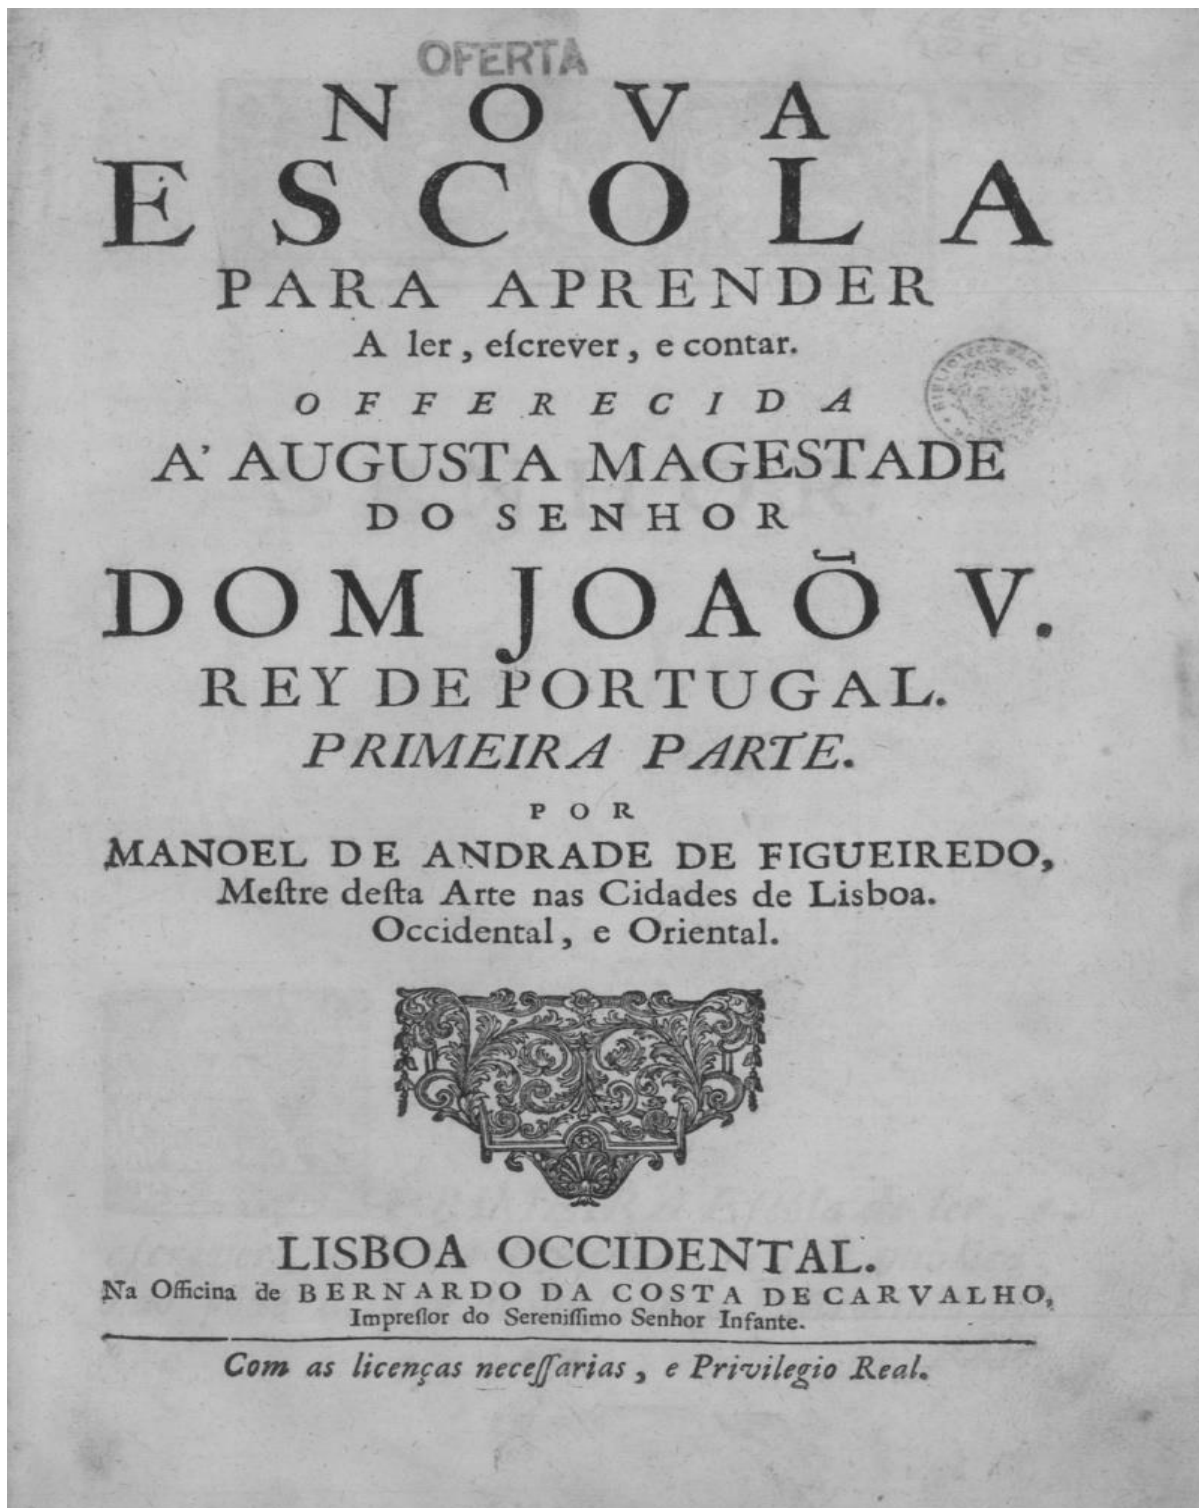 OFERTA
NOVA
ESCOLA
PARA APRENDER
A ler, eſcrever, e contar.
OFFERECIDA
A' AUGUSTA MAGESTADE
DO SENHOR
DOM JOAÕ V.
REY DE PORTUGAL.
PRIMEIRA PARTE.
POR
MANOEL DE ANDRADE DE FIGUEIREDO,
Meſtre deſta Arte nas Cidades de Lisboa.
Occidental, e Oriental.
LISBOA OCCIDENTAL.
Na Officina de BERNARDO DA COSTA DE CARVALHO,
Impreſſor do Sereniſſimo Senhor Infante.
Com as licenças neceſſarias, e Privilegio Real.